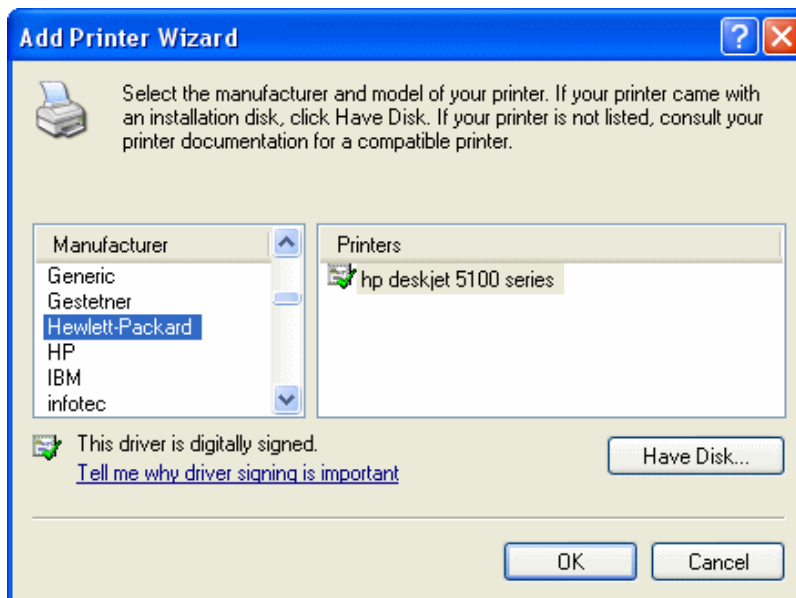 Add Printer Wizard
Select the manufacturer and model of your printer. If your printer came with
an installation disk, click Have Disk. If your printer is not listed, consult your
printer documentation for a compatible printer.
Manufacturer
Generic
Gestetner
Hewlett-Packard
HP
IBM
infotec
Printers
hp deskjet 5100 series
This driver is digitally signed.
Tell me why driver signing is important
Have Disk...
OK
Cancel